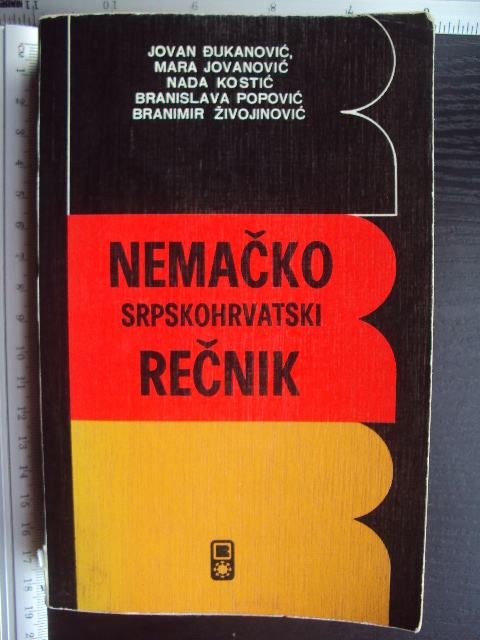 JOVAN ĐUKANOVIĆ,
MARA JOVANOVIĆ
NADA KOSTIĆ
BRANISLAVA POPOVIĆ
BRANIMIR ŽIVOJINOVIĆ
NEMAČKO
SRPSKOHRVATSKI
REČNIK